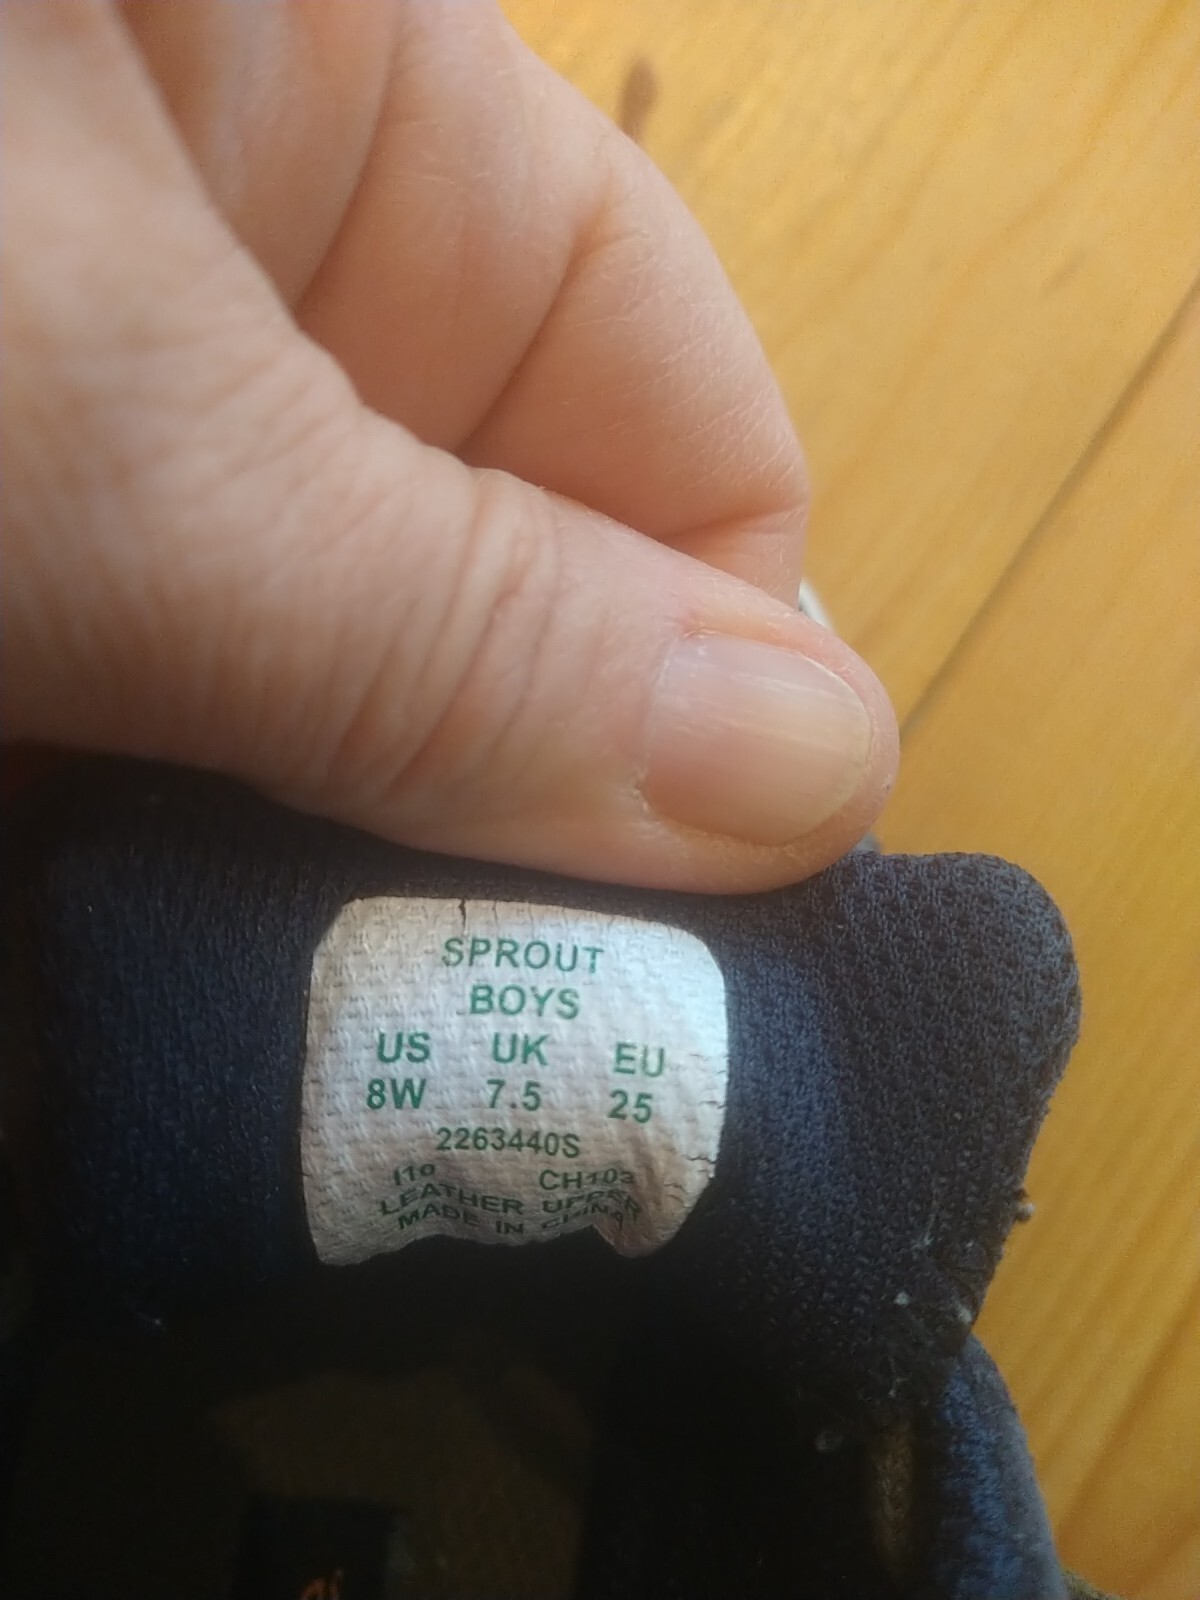 SPROUT
BOYS
US UK EU
8W 7.5 25
2263440S
CH103
LEATHER UPPER
MADE IN CHINA